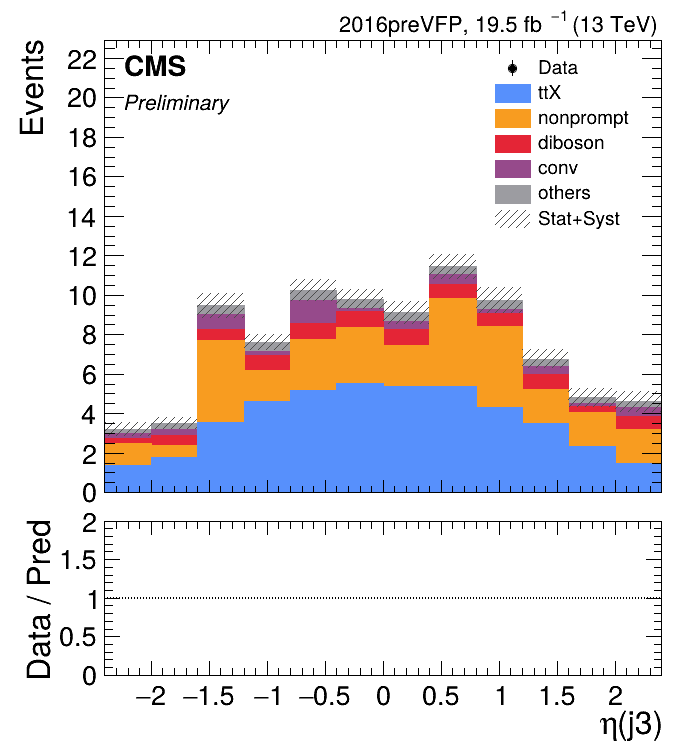 2016preVFP, 19.5 fb⁻¹ (13 TeV)
CMS
Preliminary
Data
ttX
nonprompt
diboson
conv
others
Stat+Syst
Events
22
20
18
16
14
12
10
8
6
4
2
0
Data / Pred
2
1.5
1
0.5
0
−2 −1.5 −1 −0.5 0 0.5 1 1.5 2
η(j3)